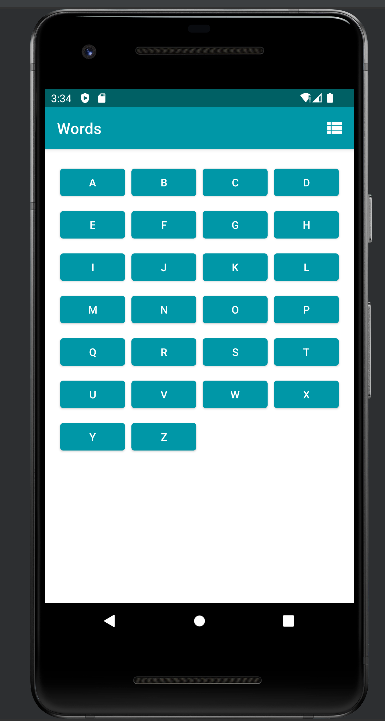 3:34
Words
A B C D
E F G H
I J K L
M N O P
Q R S T
U V W X
Y Z